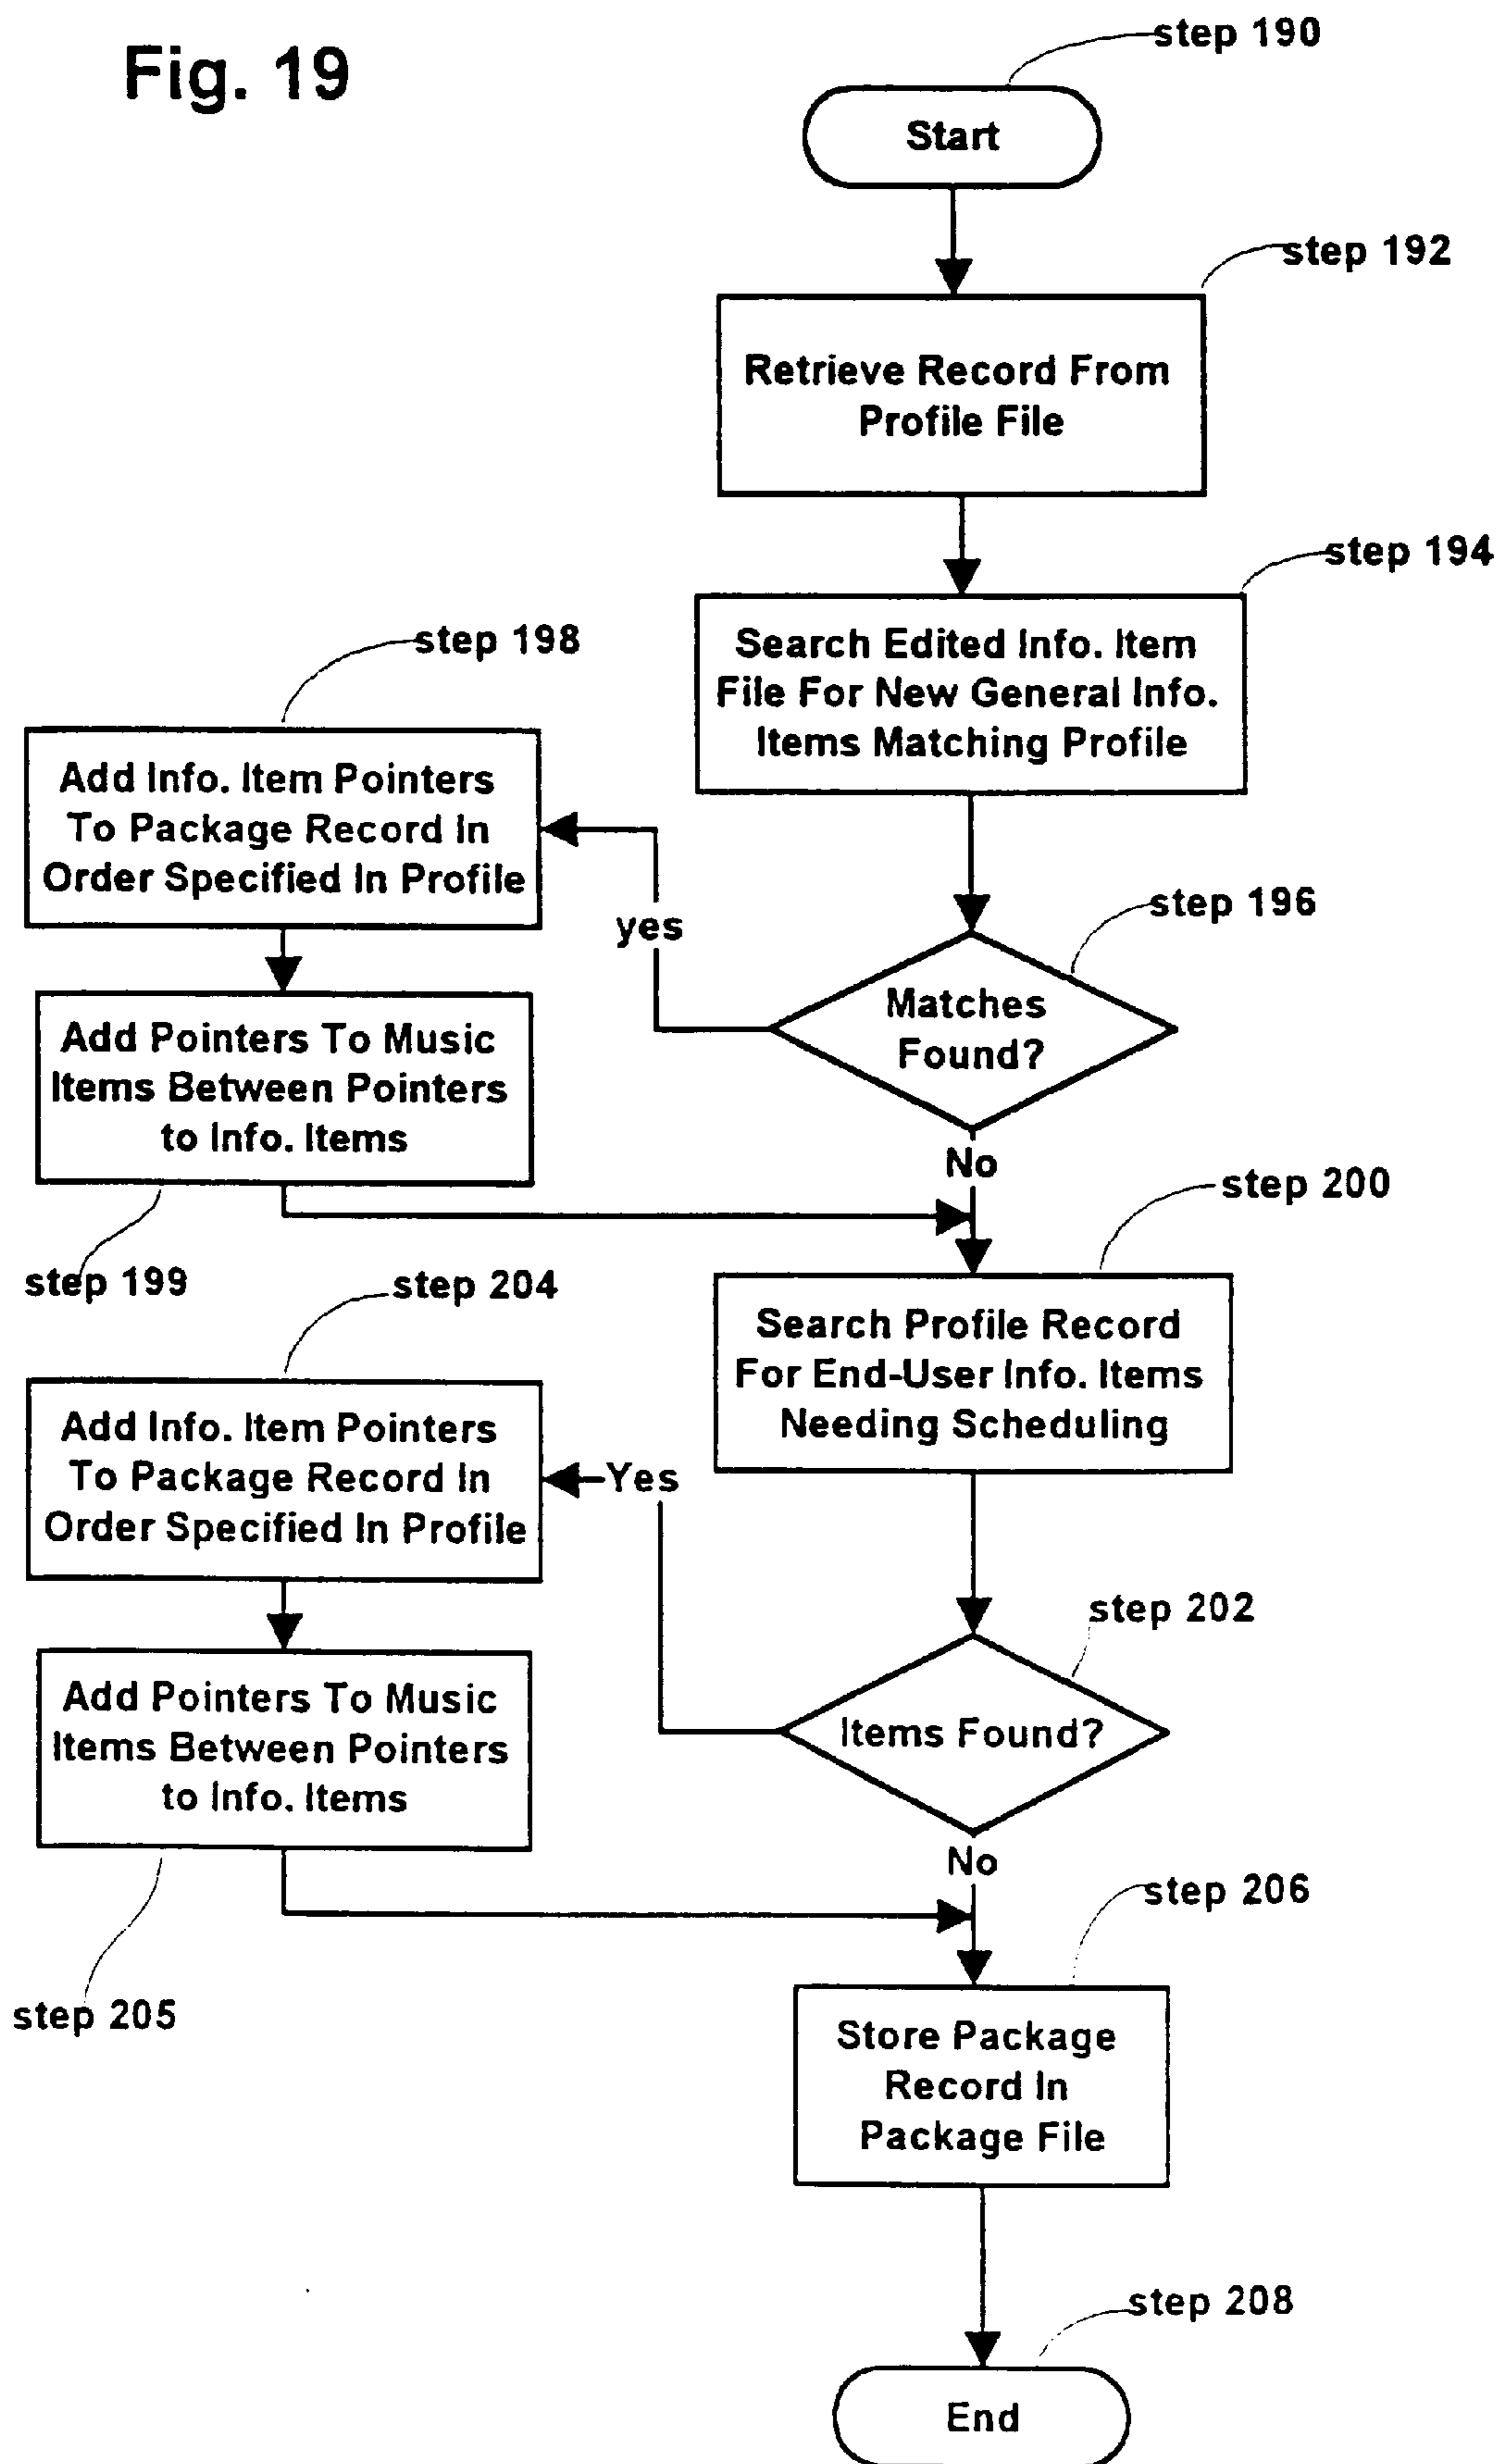 Fig. 19
step 190
Start
step 192
Retrieve Record From
Profile File
step 194
Search Edited Info. Item
File For New General Info.
Items Matching Profile
step 196
Matches
Found?
yes
step 198
Add Info. Item Pointers
To Package Record In
Order Specified In Profile
Add Pointers To Music
Items Between Pointers
to Info. Items
step 199
No
step 200
Search Profile Record
For End-User Info. Items
Needing Scheduling
step 202
Items Found?
Yes
step 204
Add Info. Item Pointers
To Package Record In
Order Specified In Profile
Add Pointers To Music
Items Between Pointers
to Info. Items
step 205
No
step 206
Store Package
Record In
Package File
step 208
End